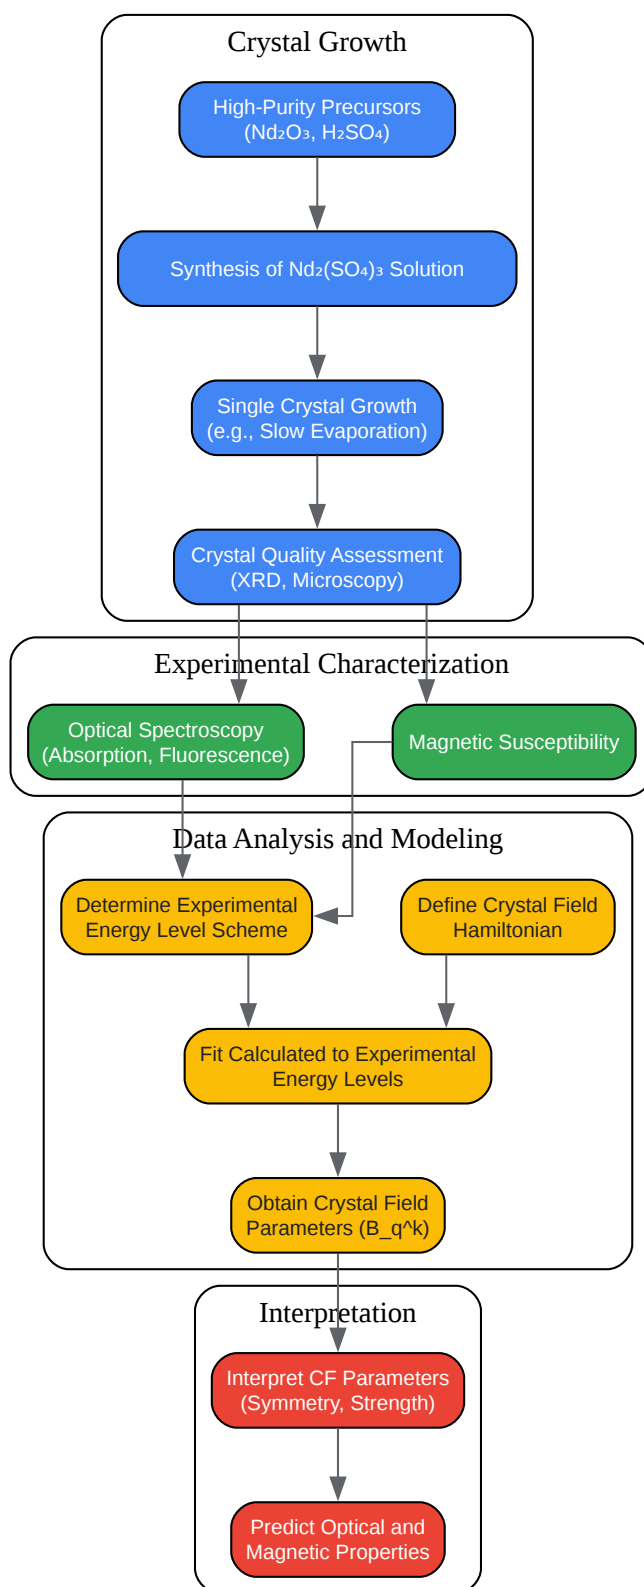 Crystal Growth
High-Purity Precursors
(Nd₂O₃, H₂SO₄)
Synthesis of Nd₂(SO₄)₃ Solution
Single Crystal Growth
(e.g., Slow Evaporation)
Crystal Quality Assessment
(XRD, Microscopy)
Experimental Characterization
Optical Spectroscopy
(Absorption, Fluorescence)
Magnetic Susceptibility
Data Analysis and Modeling
Determine Experimental
Energy Level Scheme
Define Crystal Field
Hamiltonian
Fit Calculated to Experimental
Energy Levels
Obtain Crystal Field
Parameters (B_q^k)
Interpretation
Interpret CF Parameters
(Symmetry, Strength)
Predict Optical and
Magnetic Properties